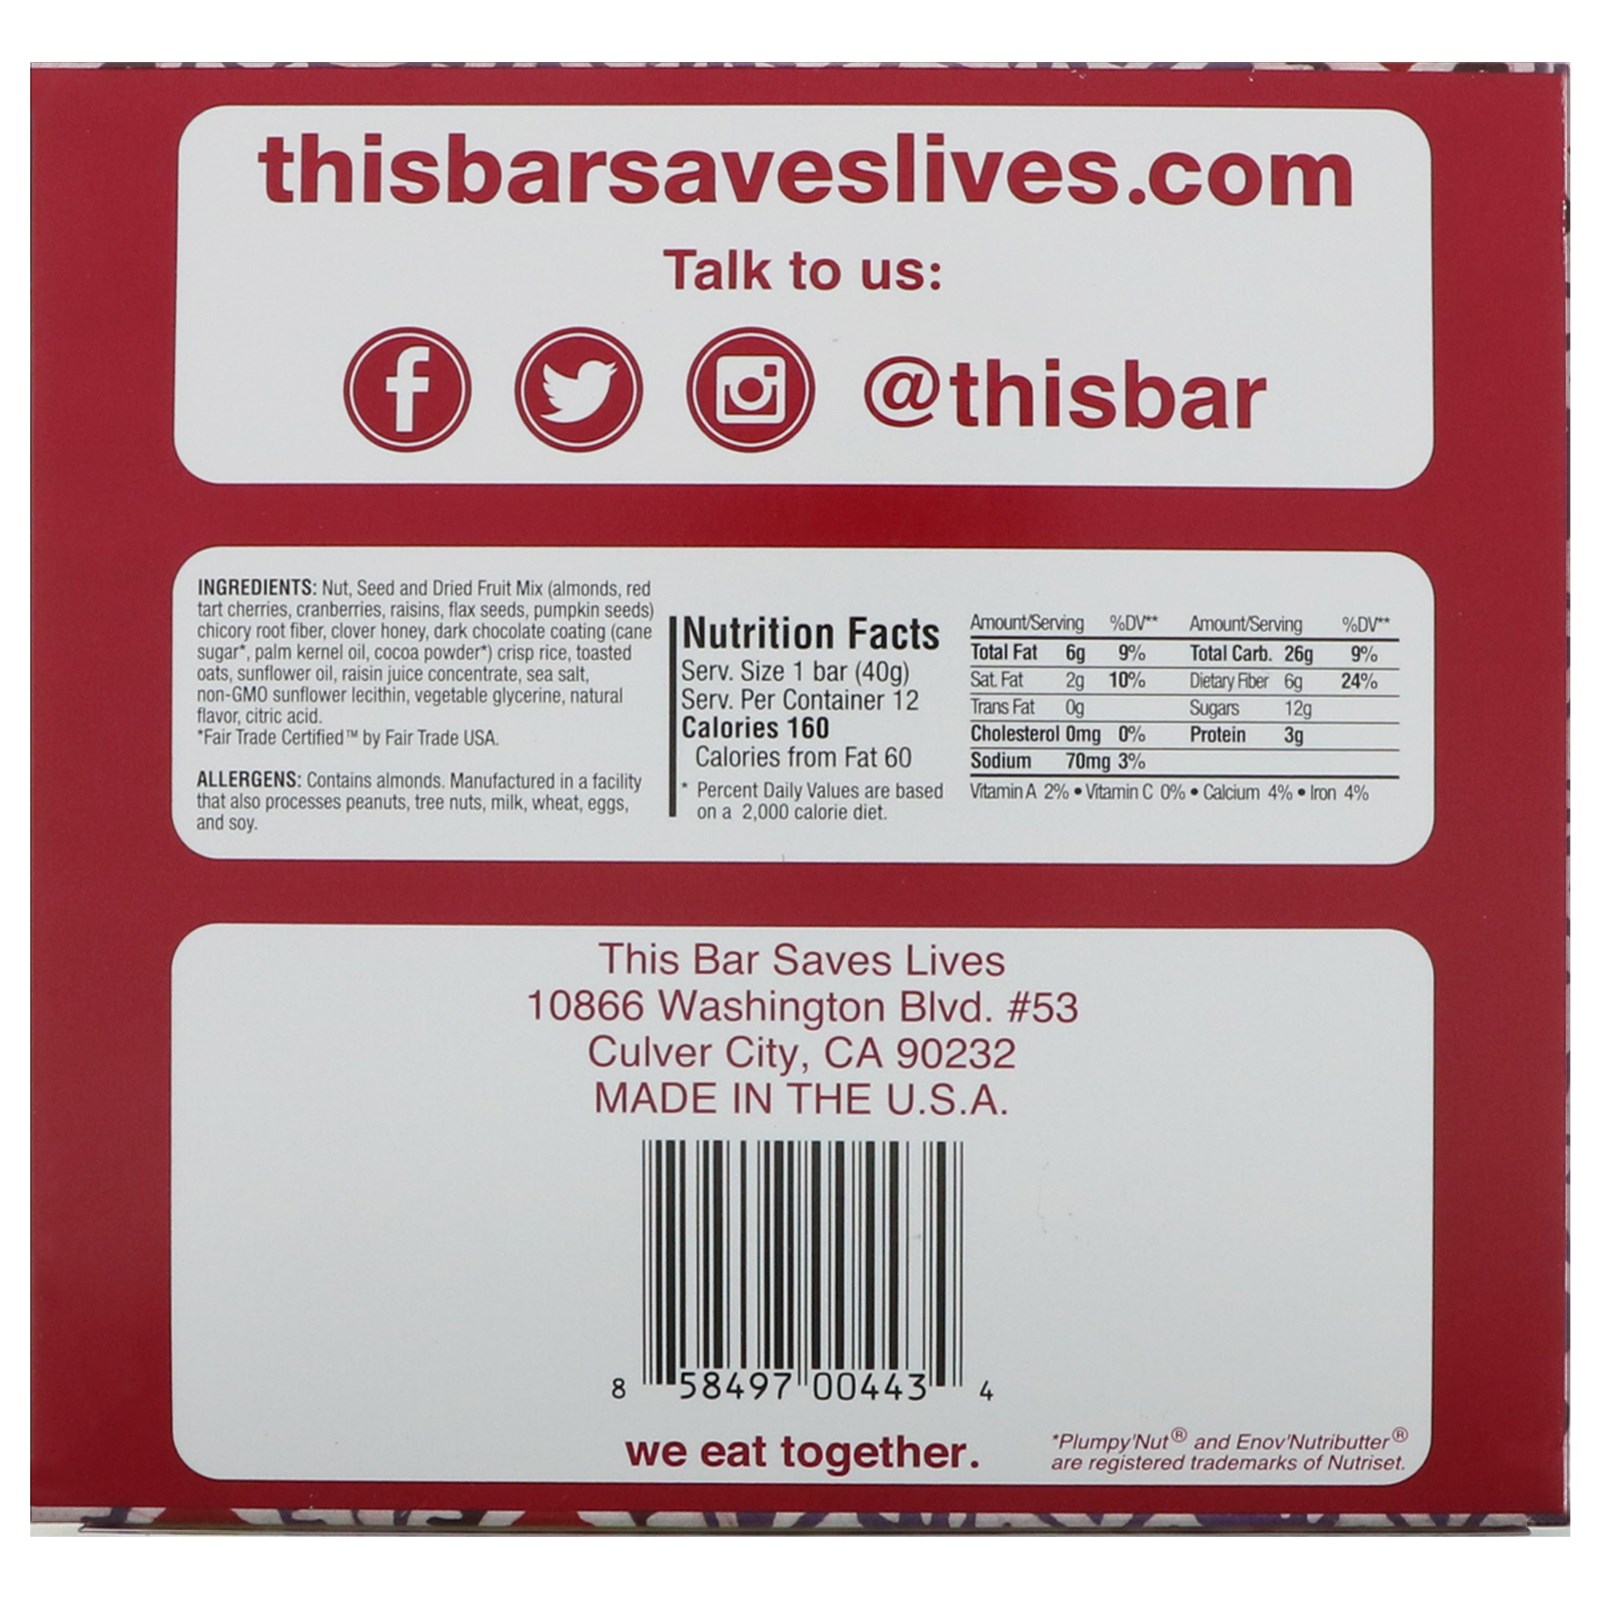 thisbarsaveslives.com
Talk to us:
@thisbar
INGREDIENTS: Nut, Seed and Dried Fruit Mix (almonds, red
tart cherries, cranberries, raisins, flax seeds, pumpkin seeds)
chicory root fiber, clover honey, dark chocolate coating (cane
sugar*, palm kernel oil, cocoa powder*) crisp rice, toasted
oats, sunflower oil, raisin juice concentrate, sea salt,
non-GMO sunflower lecithin, vegetable glycerine, natural
flavor, citric acid.
*Fair Trade Certified™ by Fair Trade USA.
ALLERGENS: Contains almonds. Manufactured in a facility
that also processes peanuts, tree nuts, milk, wheat, eggs,
and soy.
Nutrition Facts
Serv. Size 1 bar (40g)
Serv. Per Container 12
Calories 160
Calories from Fat 60
* Percent Daily Values are based
on a 2,000 calorie diet.
Amount/Serving %DV** Amount/Serving %DV**
Total Fat 6g 9% Total Carb. 26g 9%
Sat. Fat 2g 10% Dietary Fiber 6g 24%
Trans Fat 0g Sugars 12g
Cholesterol 0mg 0% Protein 3g
Sodium 70mg 3%
Vitamin A 2% • Vitamin C 0% • Calcium 4% • Iron 4%
This Bar Saves Lives
10866 Washington Blvd. #53
Culver City, CA 90232
MADE IN THE U.S.A.
8 58497 00443 4
we eat together.
*Plumpy'Nut® and Enov'Nutributter®
are registered trademarks of Nutriset.